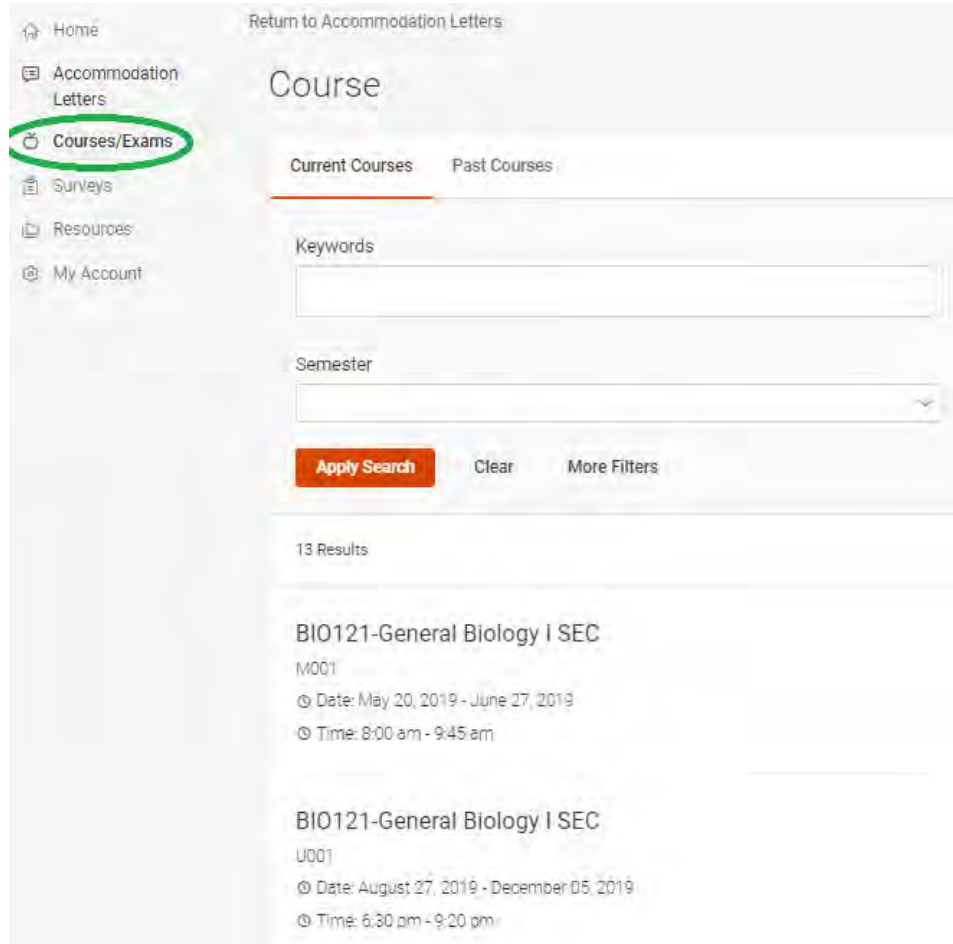 Home
Accommodation
Letters
Courses/Exams
Surveys
Resources
My Account
Return to Accommodation Letters
Course
Current Courses Past Courses
Keywords
Semester
Apply Search Clear More Filters
13 Results
BIO121-General Biology I SEC
M001
Date: May 20, 2019 - June 27, 2019
Time: 8:00 am - 9:45 am
BIO121-General Biology I SEC
U001
Date: August 27, 2019 - December 05, 2019
Time: 6:30 pm - 9:20 pm